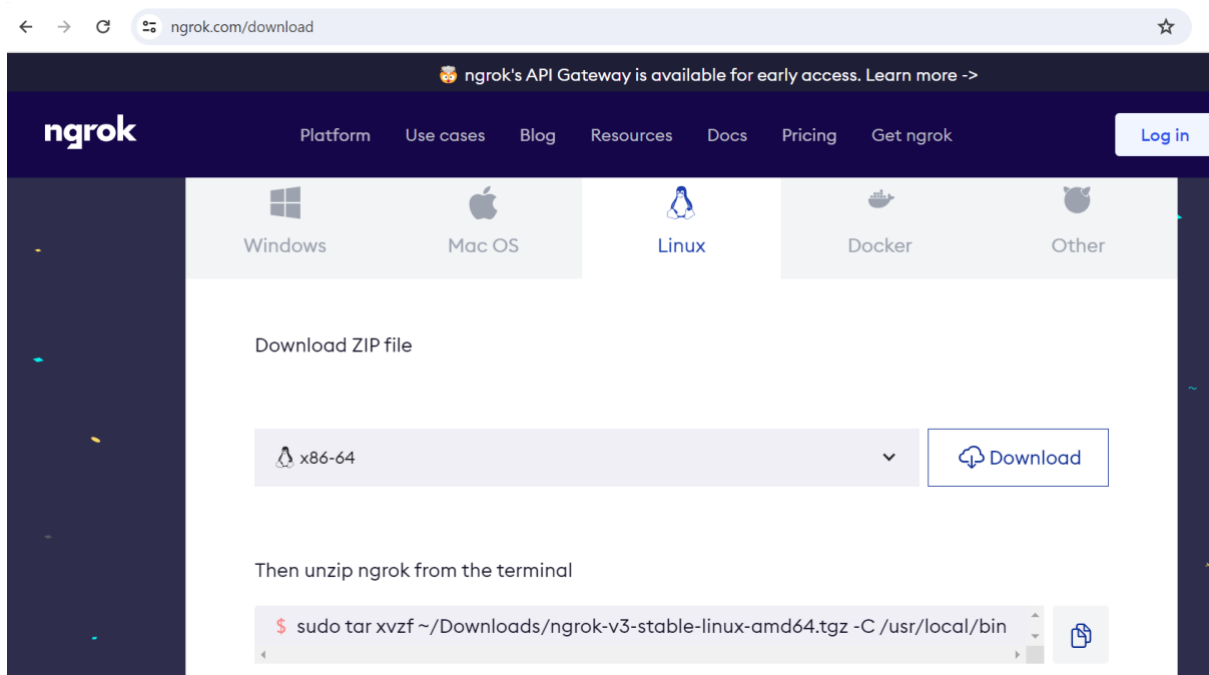 ngrok.com/download
🤯 ngrok's API Gateway is available for early access. Learn more ->
ngrok Platform Use cases Blog Resources Docs Pricing Get ngrok Log in
Windows Mac OS Linux Docker Other
Download ZIP file
x86-64 Download
Then unzip ngrok from the terminal
$ sudo tar xvzf ~/Downloads/ngrok-v3-stable-linux-amd64.tgz -C /usr/local/bin